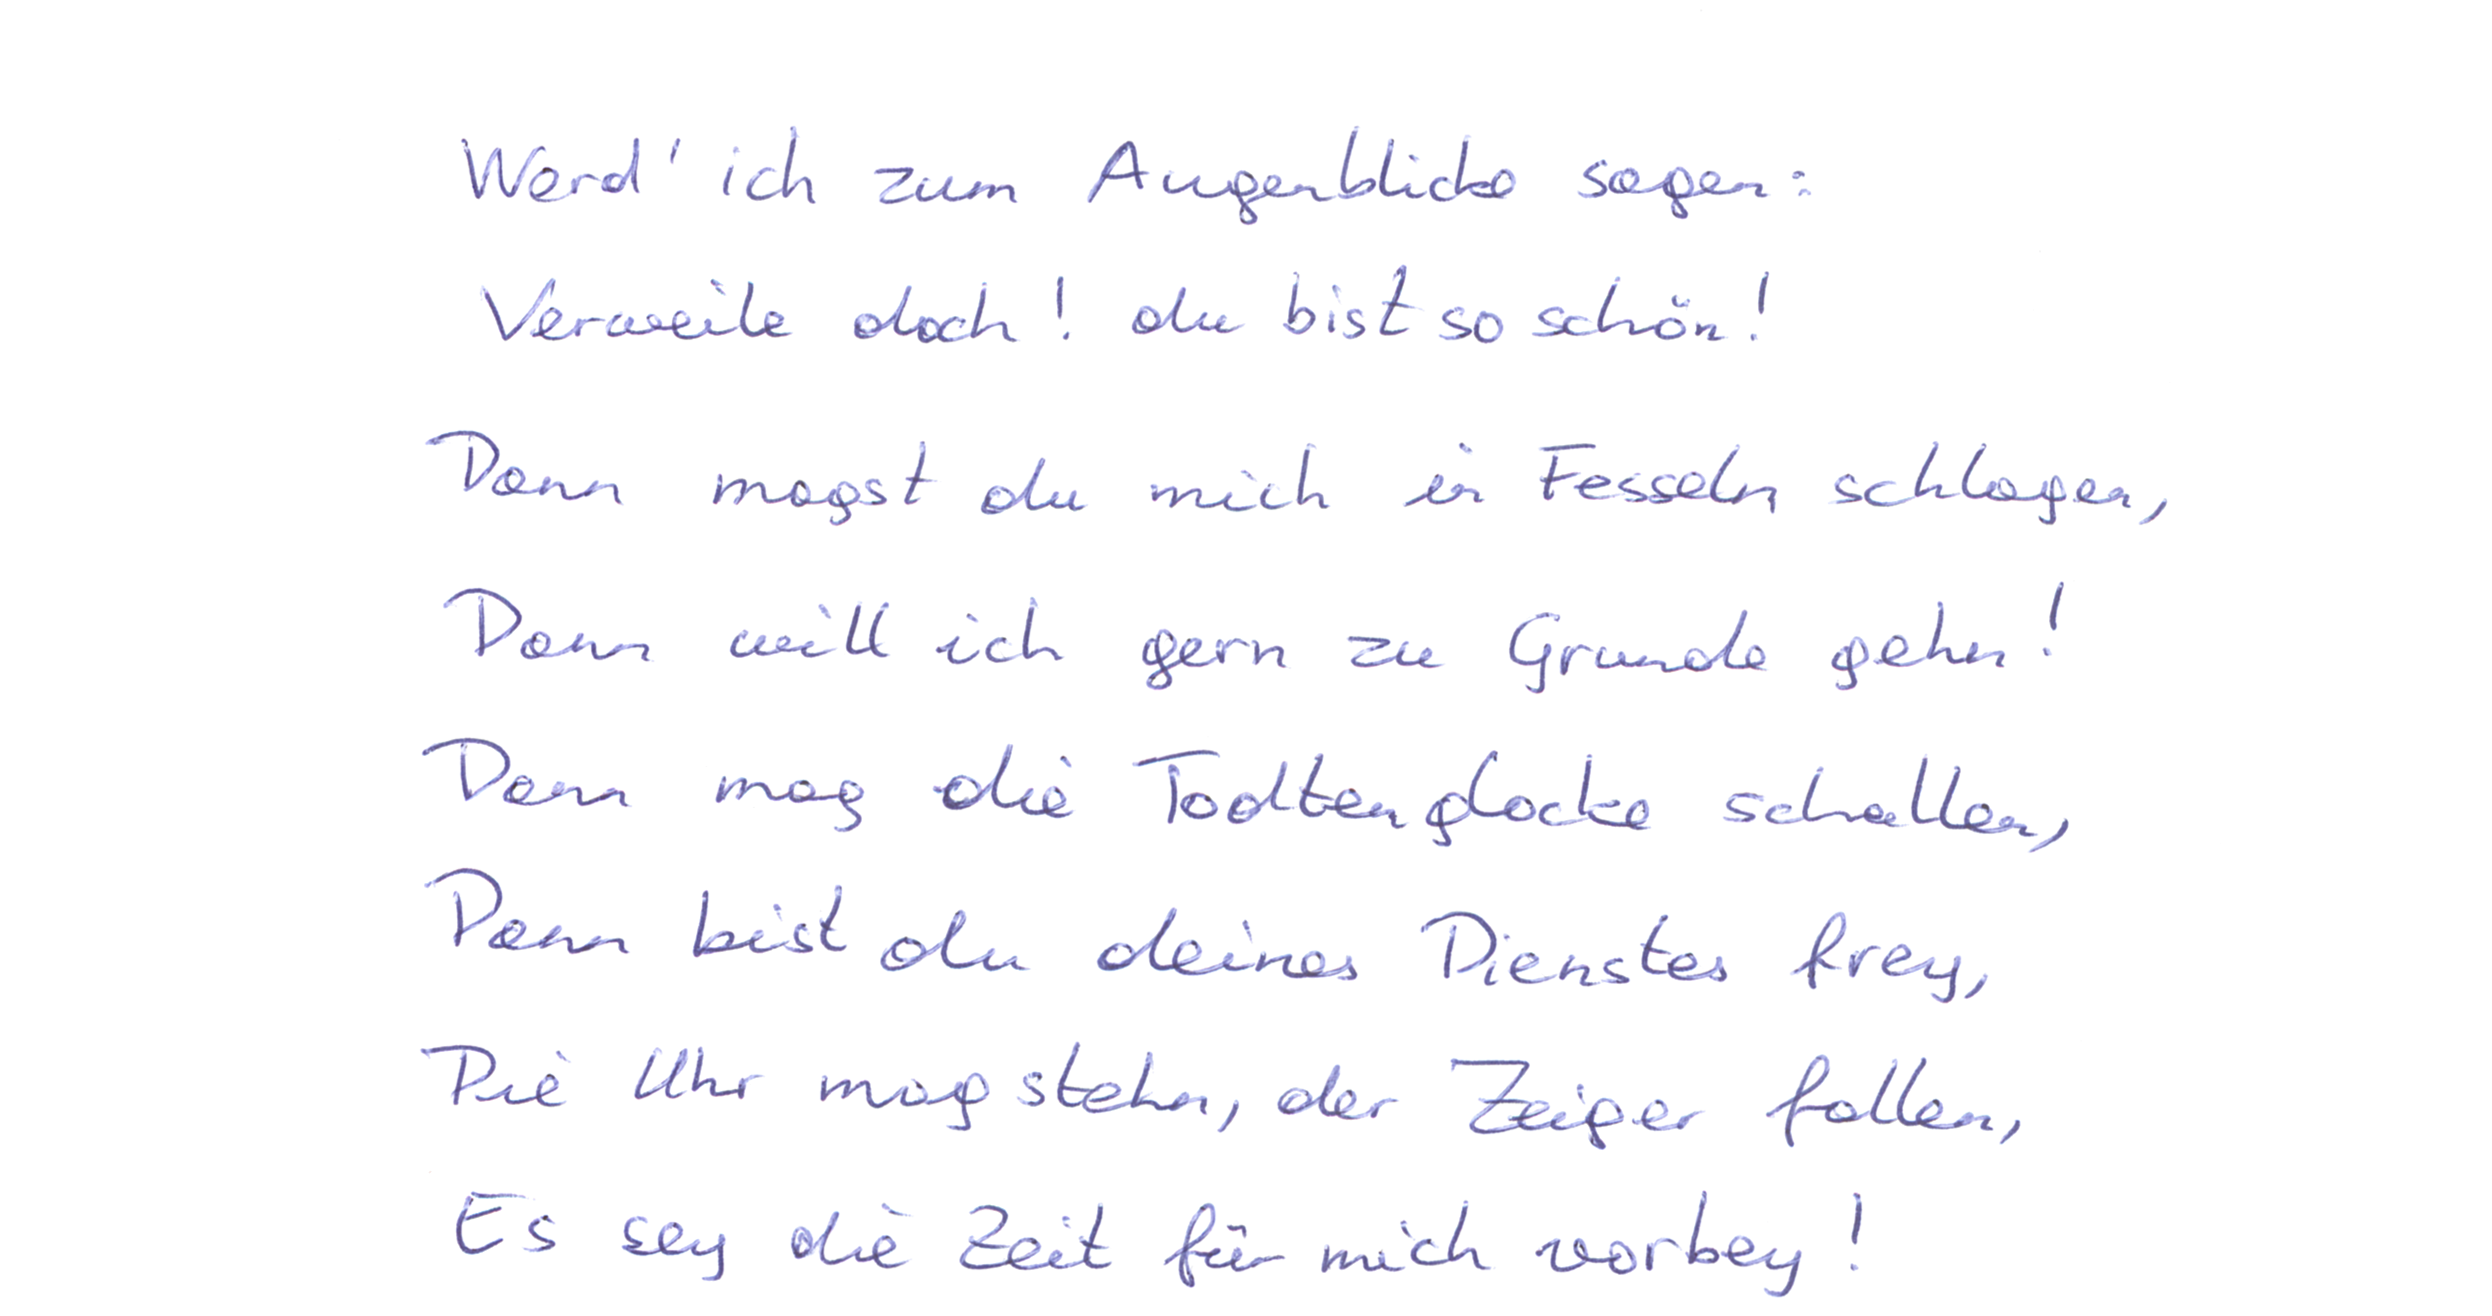 Werd' ich zum Augenblicke sagen:
Verweile doch! du bist so schön!
Dann magst du mich in Fesseln schlagen,
Dann will ich gern zu Grunde gehn!
Dann mag die Todtenglocke schallen,
Dann bist du deines Dienstes frey,
Die Uhr mag stehn, der Zeiger fallen,
Es sey die Zeit für mich vorbey!